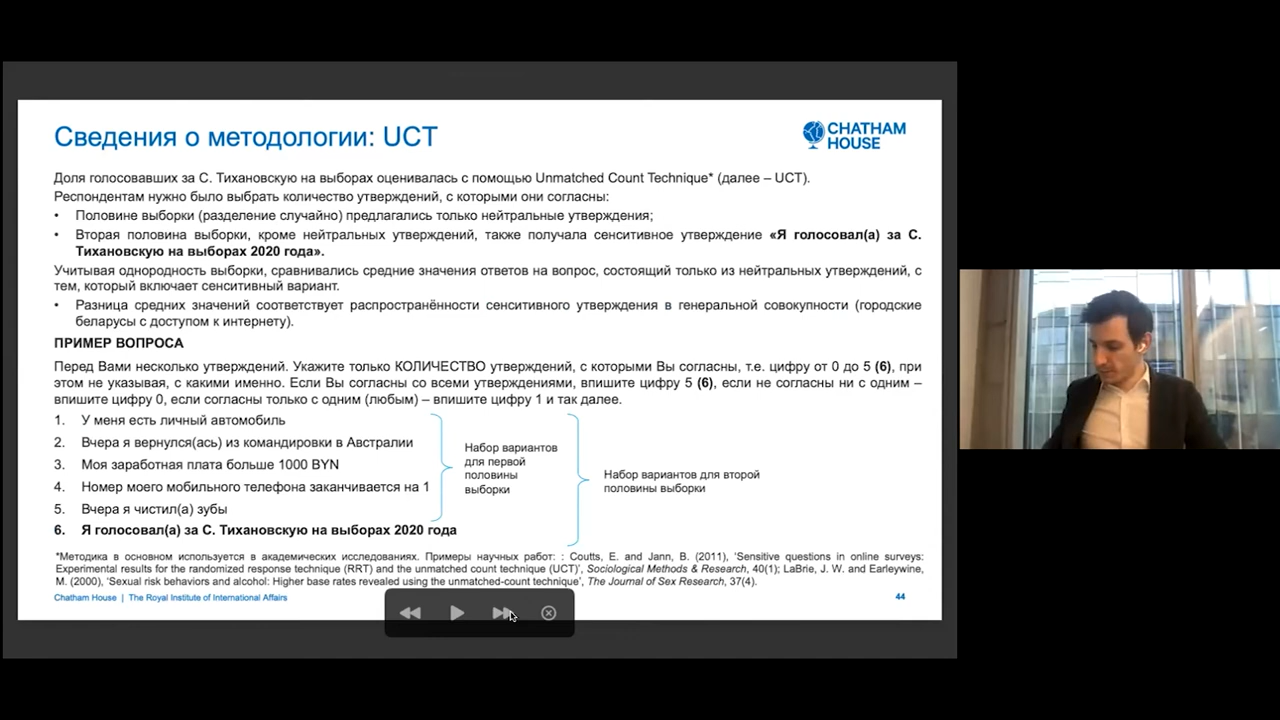 Сведения о методологии: UCT
CHATHAM
HOUSE
Доля голосовавших за С. Тихановскую на выборах оценивалась с помощью Unmatched Count Technique* (далее – UCT).
Респондентам нужно было выбрать количество утверждений, с которыми они согласны:
• Половине выборки (разделение случайно) предлагались только нейтральные утверждения;
• Вторая половина выборки, кроме нейтральных утверждений, также получала сенситивное утверждение «Я голосовал(а) за С.
Тихановскую на выборах 2020 года».
Учитывая однородность выборки, сравнивались средние значения ответов на вопрос, состоящий только из нейтральных утверждений, с
тем, который включает сенситивный вариант.
• Разница средних значений соответствует распространённости сенситивного утверждения в генеральной совокупности (городские
беларусы с доступом к интернету).
ПРИМЕР ВОПРОСА
Перед Вами несколько утверждений. Укажите только КОЛИЧЕСТВО утверждений, с которыми Вы согласны, т.е. цифру от 0 до 5 (6), при
этом не указывая, с какими именно. Если Вы согласны со всеми утверждениями, впишите цифру 5 (6), если не согласны ни с одним –
впишите цифру 0, если согласны только с одним (любым) – впишите цифру 1 и так далее.
1. У меня есть личный автомобиль
2. Вчера я вернулся(ась) из командировки в Австралии
3. Моя заработная плата больше 1000 BYN
4. Номер моего мобильного телефона заканчивается на 1
5. Вчера я чистил(а) зубы
6. Я голосовал(а) за С. Тихановскую на выборах 2020 года
Набор вариантов
для первой
половины
выборки
Набор вариантов для второй
половины выборки
*Методика в основном используется в академических исследованиях. Примеры научных работ: : Coutts, E. and Jann, B. (2011), 'Sensitive questions in online surveys:
Experimental results for the randomized response technique (RRT) and the unmatched count technique (UCT)', Sociological Methods & Research, 40(1); LaBrie, J. W. and Earleywine,
M. (2000), 'Sexual risk behaviors and alcohol: Higher base rates revealed using the unmatched-count technique', The Journal of Sex Research, 37(4).
Chatham House | The Royal Institute of International Affairs
44